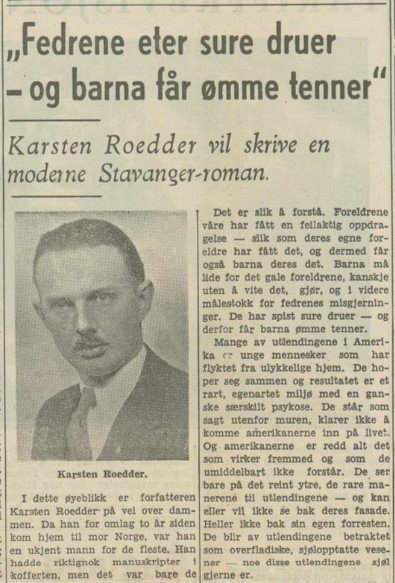 „Fedrene eter sure druer
– og barna får ømme tenner“
Karsten Roedder vil skrive en
moderne Stavanger-roman.
Karsten Roedder.
I dette øyeblikk er forfatteren
Karsten Roedder på vei over dam-
men. Da han for omlag to år siden
kom hjem til mor Norge, var han
en ukjent mann for de fleste. Han
hadde riktignok manuskripter i
kofferten, men det var bare de
Det er slik å forstå. Foreldrene
våre har fått en feilaktig oppdra-
gelse — slik som deres egne for-
eldre har fått det, og dermed får
også barna deres det. Barna må
lide for det gale foreldrene, kanskje
uten å vite det, gjør, og i videre
målestokk for fedrenes misgjernin-
ger. De har spist sure druer — og
derfor får barna ømme tenner.
Mange av utlendingene i Ameri-
ka er unge mennesker som har
flyktet fra ulykkelige hjem. De ho-
per seg sammen og resultatet er et
rart, egenartet miljø med en gan-
ske særskilt psykose. De står som
sagt utenfor muren, klarer ikke å
komme amerikanerne inn på livet.
Og amerikanerne er redd alt det
som virker fremmed og som de
umiddelbart ikke forstår. De ser
bare på det reint ytre, de rare ma-
nerene til utlendingene — og kan
eller vil ikke se bak deres fasade.
Heller ikke bak sin egen forresten.
De blir av utlendingene betraktet
som overfladiske, sjøloptatte vese-
ner — noe disse utlendingene sjøl
gjerne er.